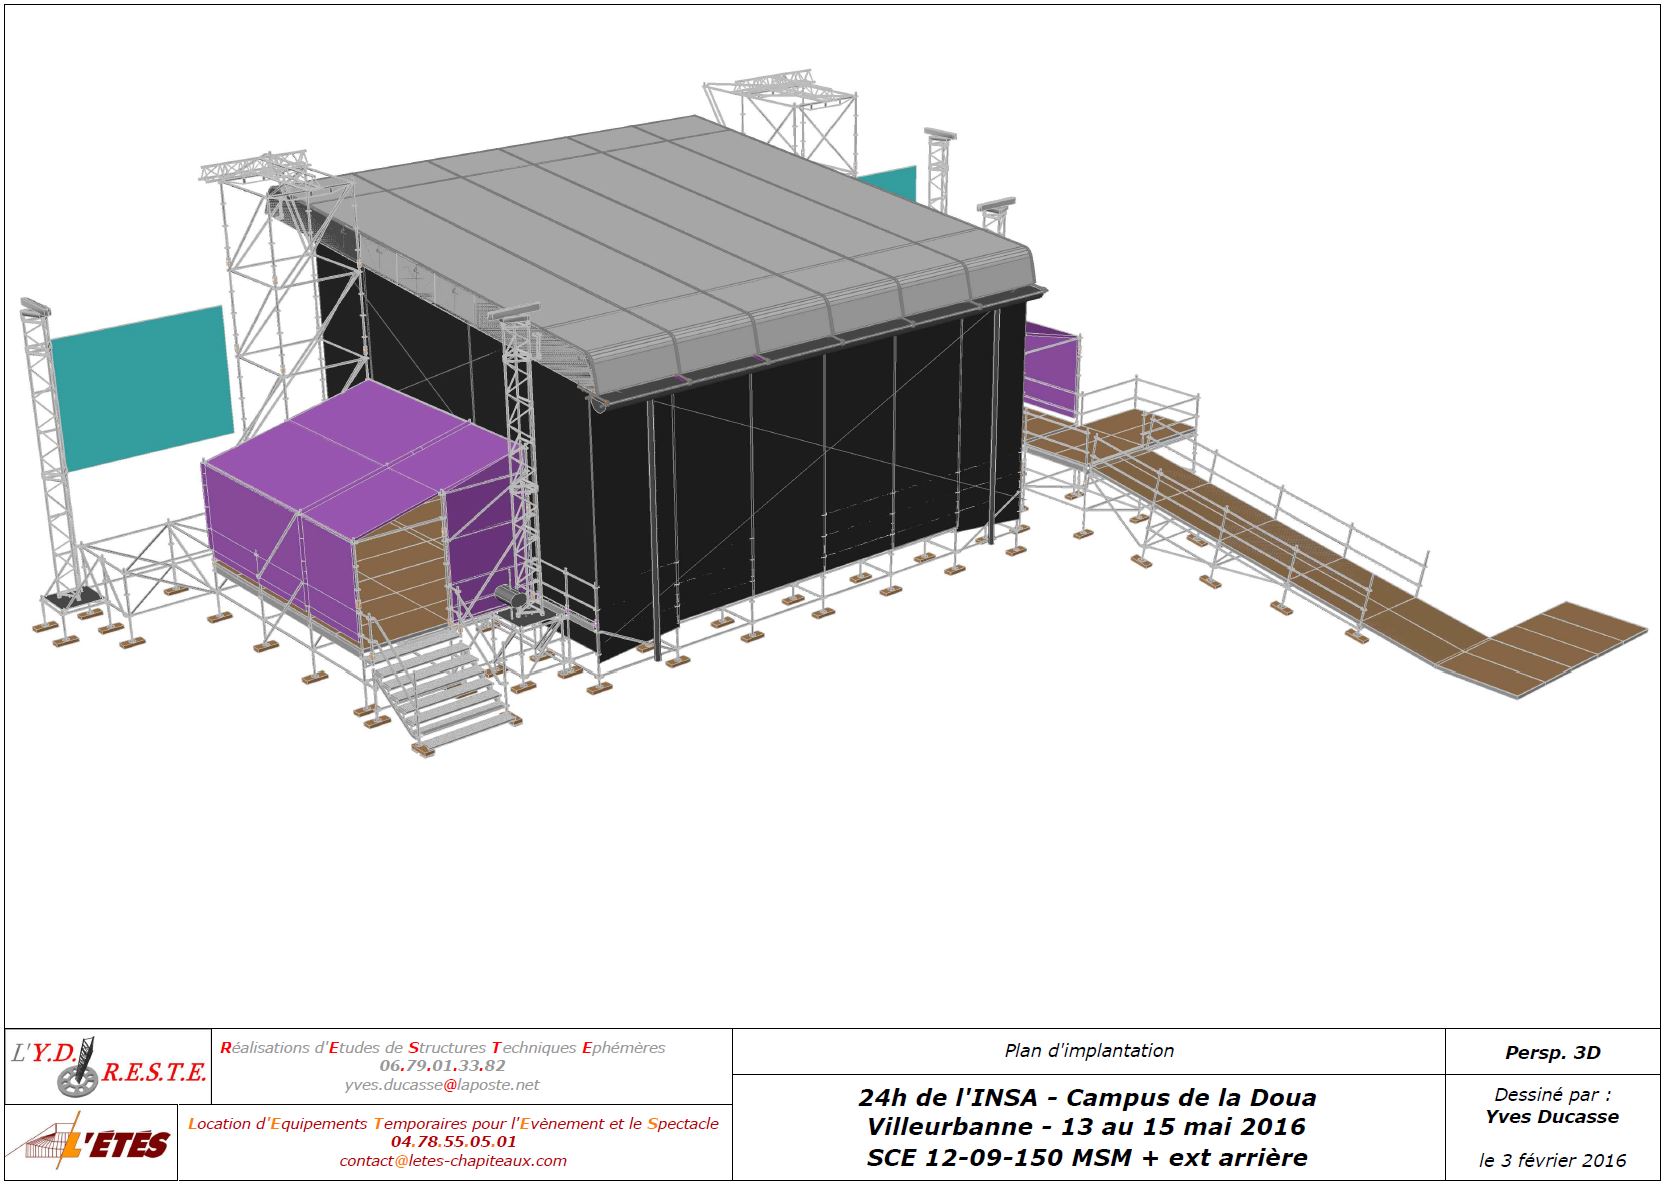 L'Y.D.
R.E.S.T.E.
Réalisations d'Etudes de Structures Techniques Ephémères
06.79.01.33.82
yves.ducasse@laposte.net
L'ÉTÉS
Location d'Equipements Temporaires pour l'Evènement et le Spectacle
04.78.55.05.01
contact@letes-chapiteaux.com
Plan d'implantation
24h de l'INSA - Campus de la Doua
Villeurbanne - 13 au 15 mai 2016
SCE 12-09-150 MSM + ext arrière
Persp. 3D
Dessiné par :
Yves Ducasse
le 3 février 2016